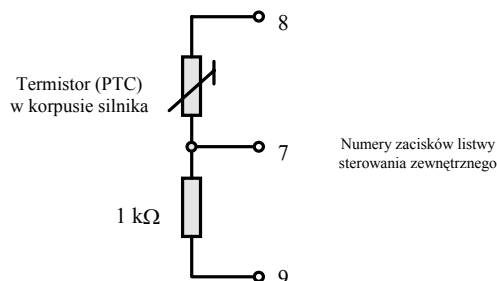 8
Termistor (PTC)
w korpusie silnika
7
Numery zacisków listwy
sterowania zewnętrznego
1 kΩ
9